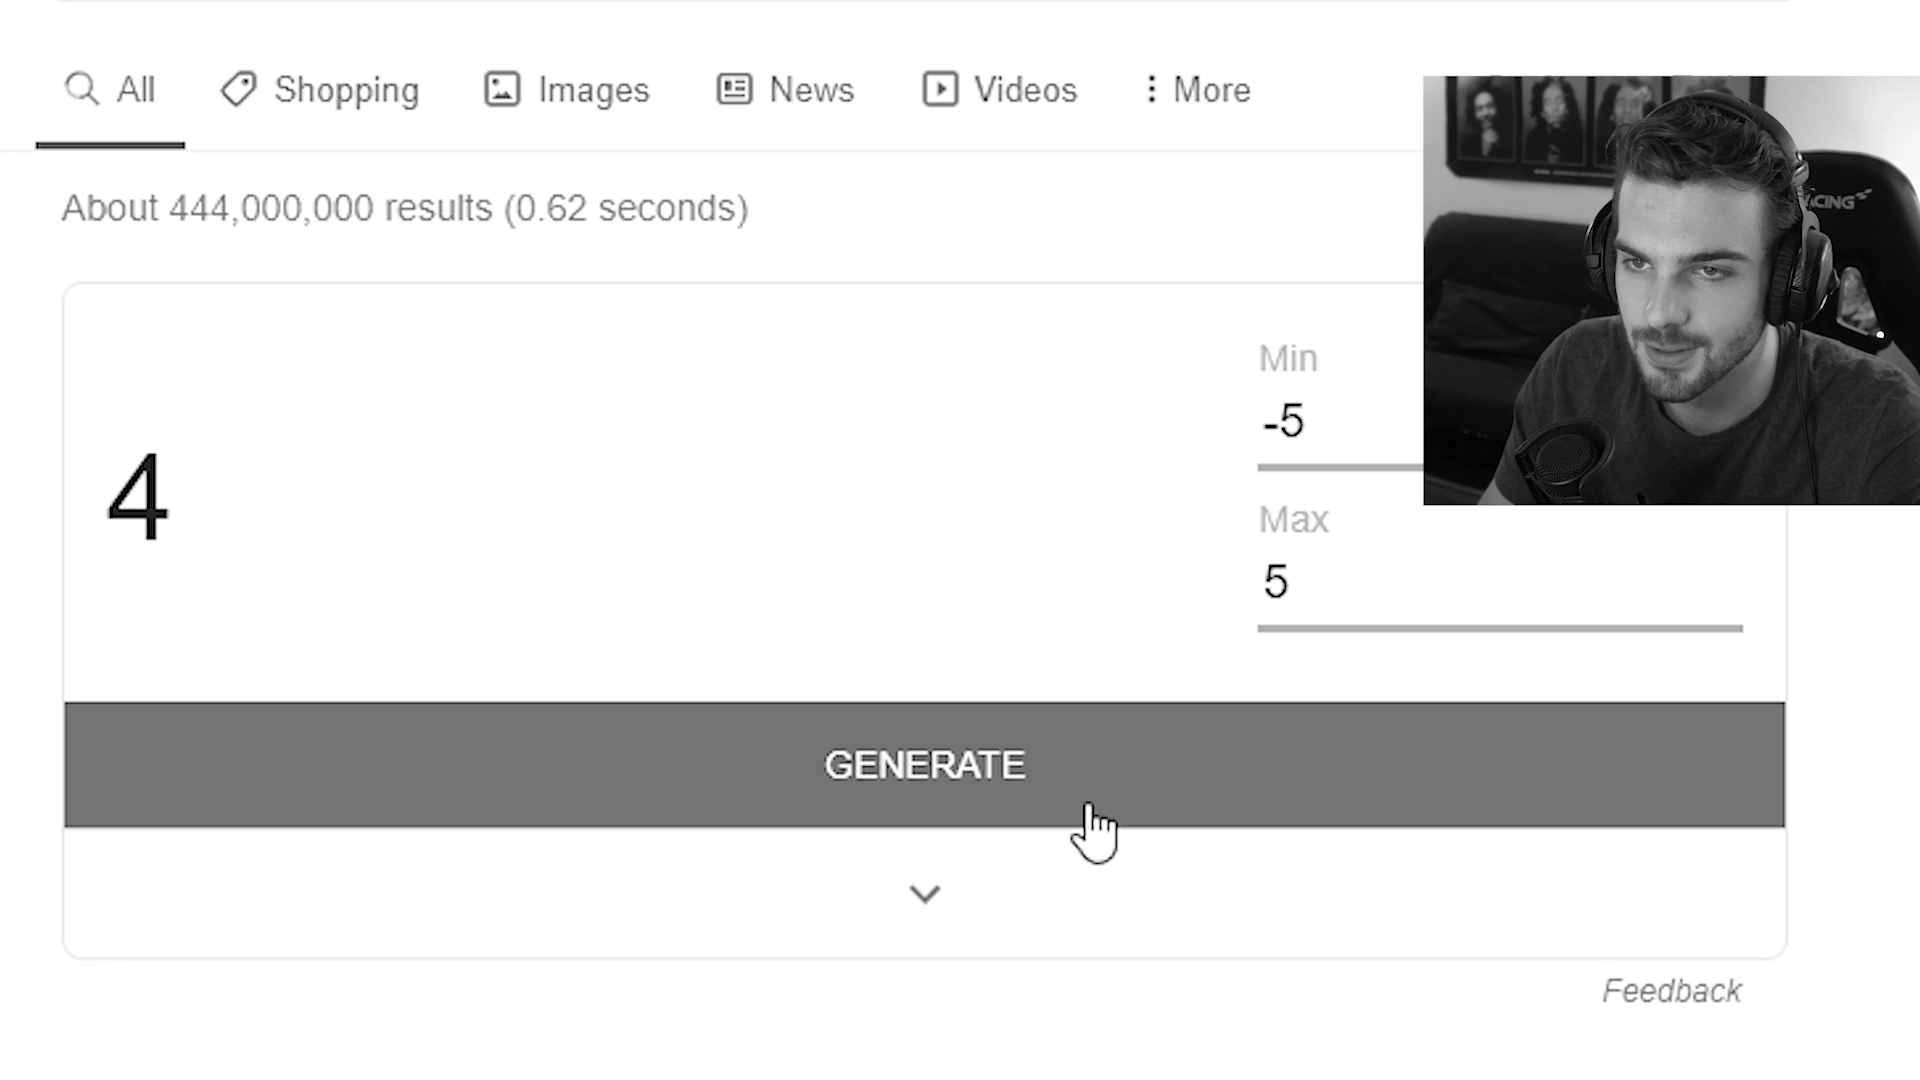 All Shopping Images News Videos More
About 444,000,000 results (0.62 seconds)
Min
-5
4
Max
5
GENERATE
Feedback